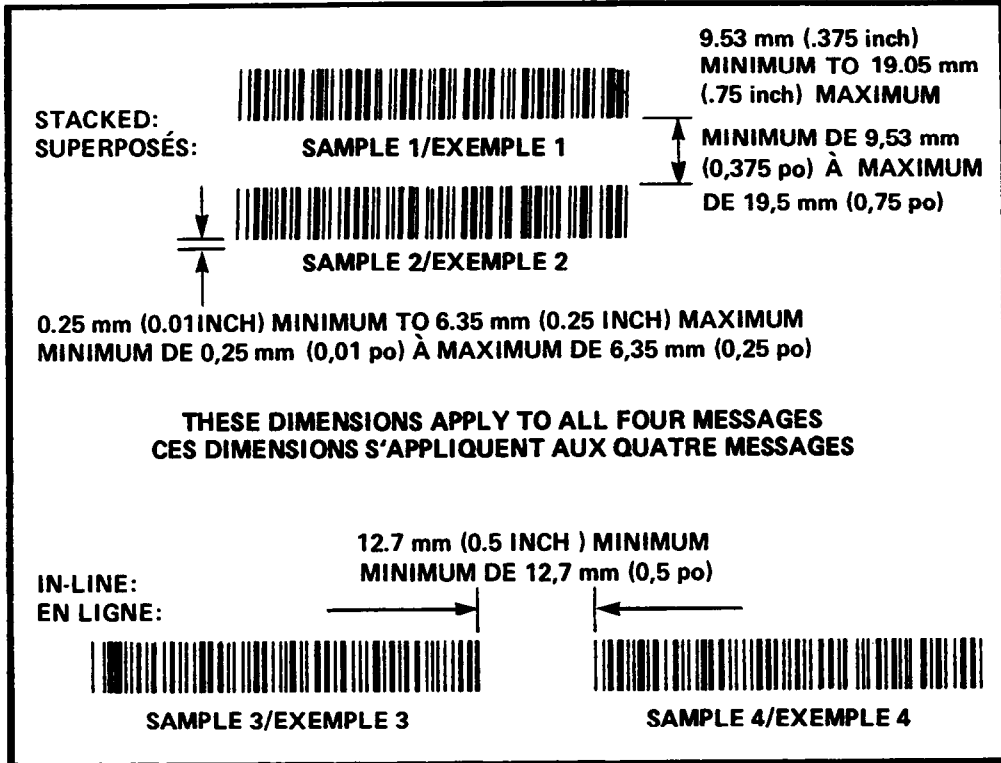 9.53 mm (.375 inch)
MINIMUM TO 19.05 mm
(.75 inch) MAXIMUM
STACKED:
SUPERPOSÉS:
SAMPLE 1/EXEMPLE 1
MINIMUM DE 9,53 mm
(0,375 po) À MAXIMUM
DE 19,5 mm (0,75 po)
SAMPLE 2/EXEMPLE 2
0.25 mm (0.01INCH) MINIMUM TO 6.35 mm (0.25 INCH) MAXIMUM
MINIMUM DE 0,25 mm (0,01 po) À MAXIMUM DE 6,35 mm (0,25 po)
THESE DIMENSIONS APPLY TO ALL FOUR MESSAGES
CES DIMENSIONS S'APPLIQUENT AUX QUATRE MESSAGES
12.7 mm (0.5 INCH ) MINIMUM
MINIMUM DE 12,7 mm (0,5 po)
IN-LINE:
EN LIGNE:
SAMPLE 3/EXEMPLE 3
SAMPLE 4/EXEMPLE 4